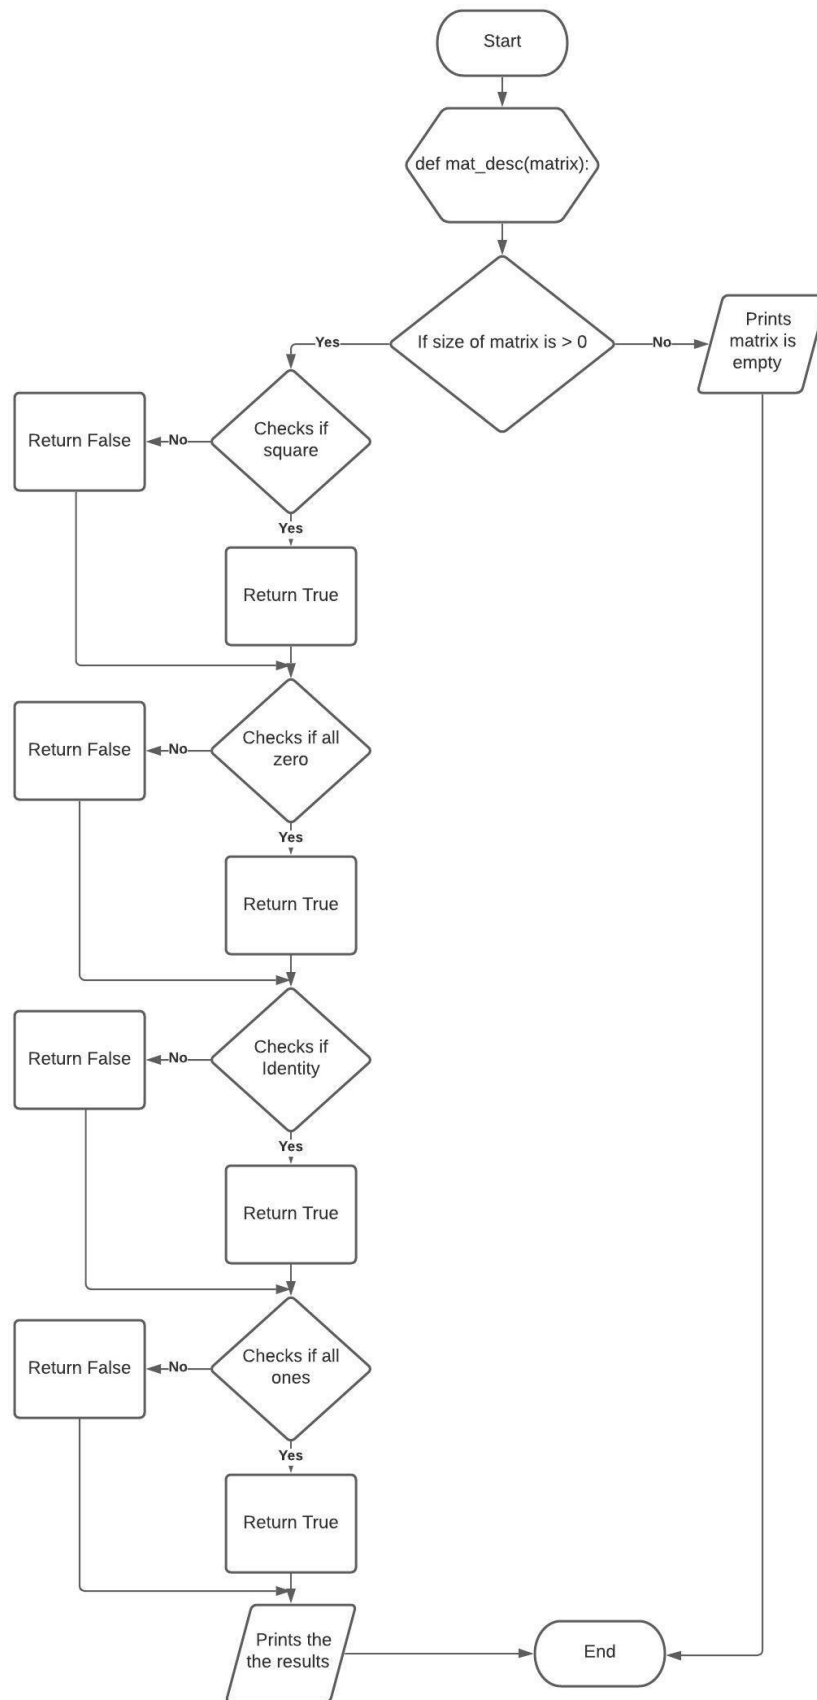 Start
def mat_desc(matrix):
If size of matrix is > 0
Yes
No
Prints
matrix is
empty
Checks if
square
No
Return False
Yes
Return True
Checks if all
zero
No
Return False
Yes
Return True
Checks if
Identity
No
Return False
Yes
Return True
Checks if all
ones
No
Return False
Yes
Return True
Prints the
the results
End